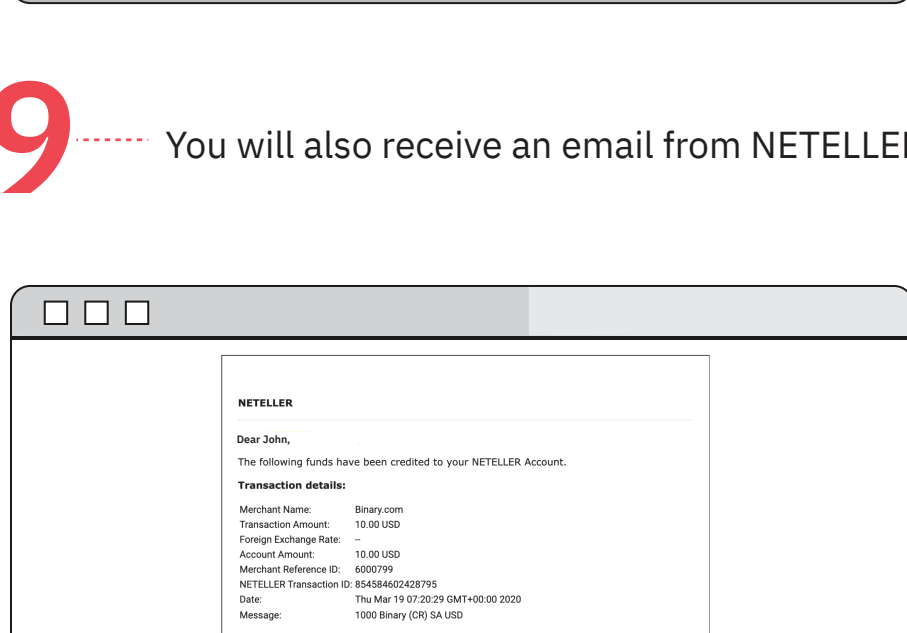 9
You will also receive an email from NETELLER
NETELLER
Dear John,
The following funds have been credited to your NETELLER Account.
Transaction details:
Merchant Name: Binary.com
Transaction Amount: 10.00 USD
Foreign Exchange Rate: --
Account Amount: 10.00 USD
Merchant Reference ID: 6000799
NETELLER Transaction ID: 854584602428795
Date: Thu Mar 19 07:20:29 GMT+00:00 2020
Message: 1000 Binary (CR) SA USD